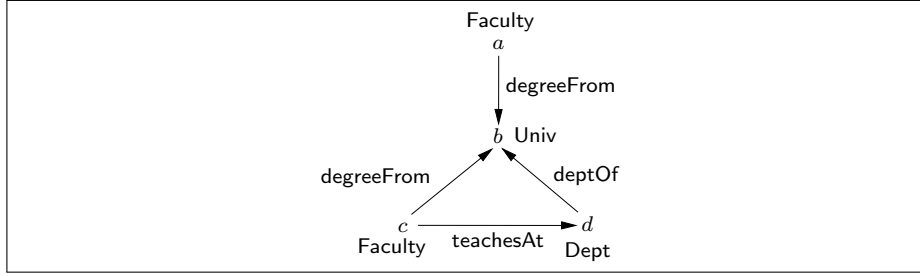 Faculty
a
degreeFrom
b Univ
degreeFrom
deptOf
c
d
teachesAt
Faculty
Dept